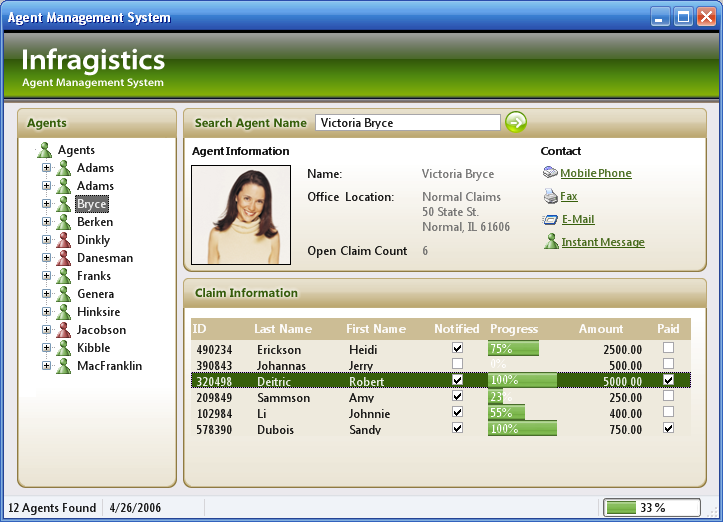 Agent Management System
Infragistics
Agent Management System
Agents
Agents
Adams
Adams
Bryce
Berken
Dinkly
Danesman
Franks
Genera
Hinksire
Jacobson
Kibble
MacFranklin
Search Agent Name Victoria Bryce
Agent Information
Name: Victoria Bryce
Office Location: Normal Claims
50 State St.
Normal, IL 61606
Open Claim Count 6
Contact
Mobile Phone
Fax
E-Mail
Instant Message
Claim Information
ID Last Name First Name Notified Progress Amount Paid
490234 Erickson Heidi 75% 2500.00
390843 Johannas Jerry 0% 500.00
320498 Deitric Robert 100% 5000.00
209849 Sammson Amy 23% 250.00
102984 Li Johnnie 55% 400.00
578390 Dubois Sandy 100% 750.00
12 Agents Found 4/26/2006 33%